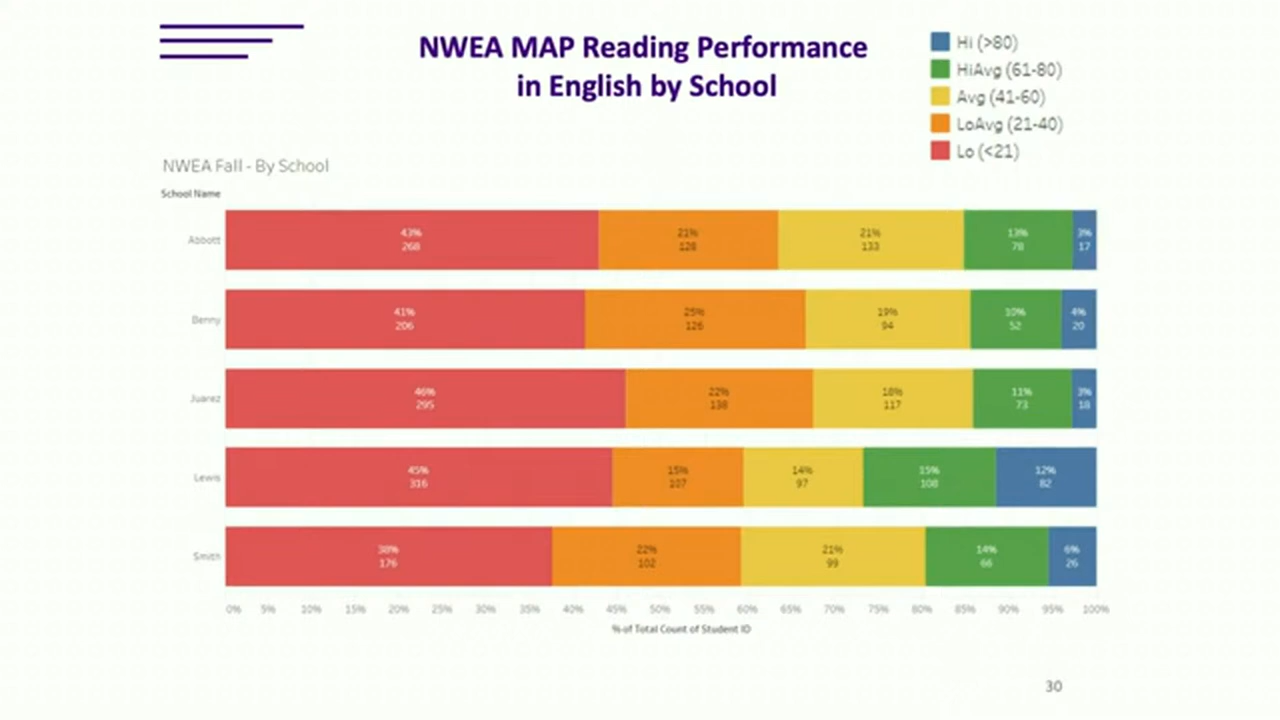 NWEA MAP Reading Performance
in English by School
Hi (>80)
HiAvg (61-80)
Avg (41-60)
LoAvg (21-40)
Lo (<21)
NWEA Fall - By School
School Name
Abbott
43% 21% 21% 13% 3%
268 128 133 78 17
Benny
41% 25% 19% 10% 4%
206 126 94 52 20
Juarez
46% 22% 18% 11% 3%
295 138 117 73 18
Lewis
45% 15% 14% 15% 12%
316 107 97 108 82
Smith
38% 22% 21% 14% 6%
176 102 99 66 26
0% 5% 10% 15% 20% 25% 30% 35% 40% 45% 50% 55% 60% 65% 70% 75% 80% 85% 90% 95% 100%
% of Total Count of Student ID
30